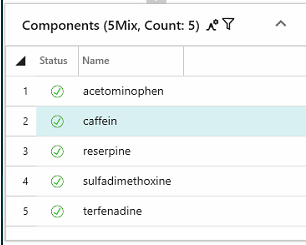 Components (5Mix, Count: 5)
Status Name
1 acetominophen
2 caffein
3 reserpine
4 sulfadimethoxine
5 terfenadine